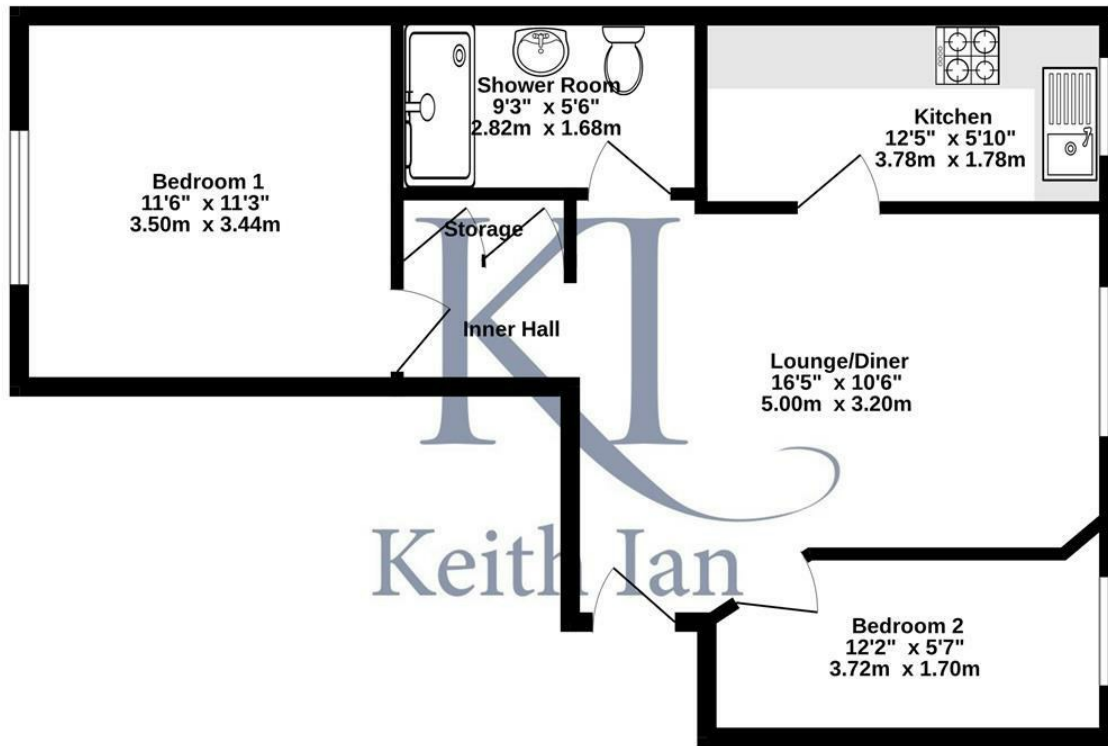 Shower Room
9'3" x 5'6"
2.82m x 1.68m
Kitchen
12'5" x 5'10"
3.78m x 1.78m
Bedroom 1
11'6" x 11'3"
3.50m x 3.44m
Storage
Inner Hall
KI
Lounge/Diner
16'5" x 10'6"
5.00m x 3.20m
Keith Ian
Bedroom 2
12'2" x 5'7"
3.72m x 1.70m